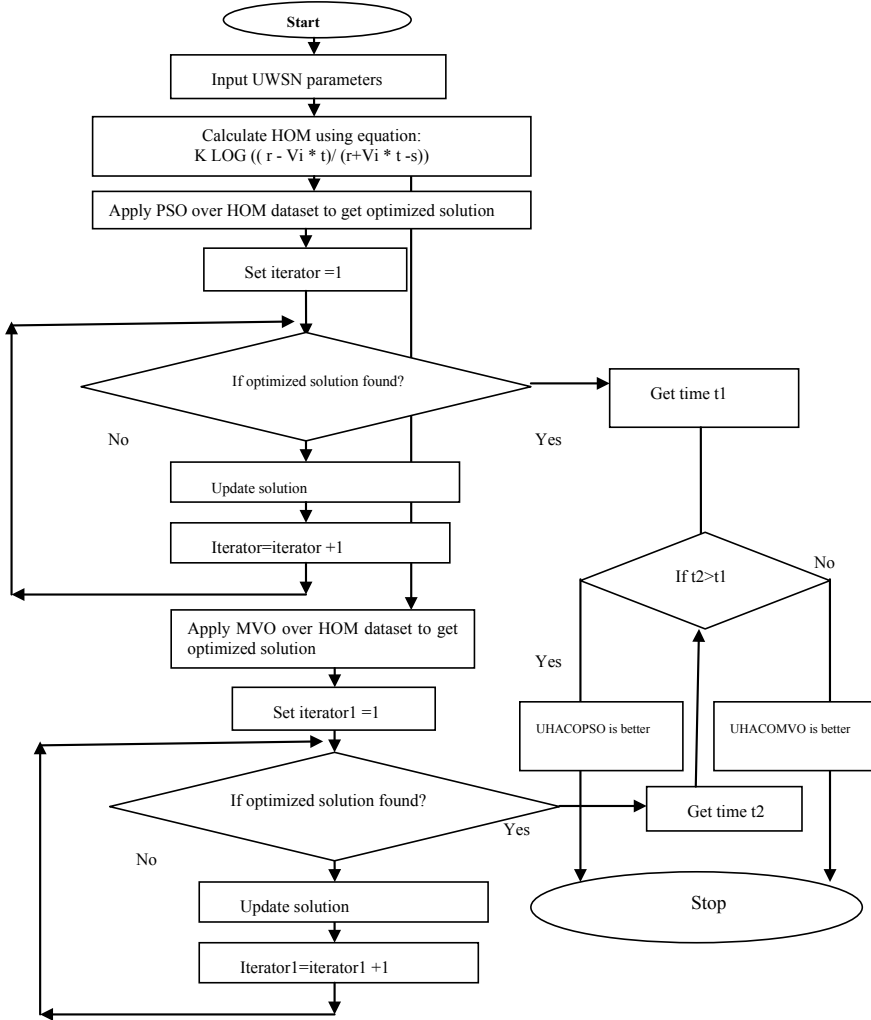 Start
Input UWSN parameters
Calculate HOM using equation:
K LOG (( r - Vi * t)/ (r+Vi * t -s))
Apply PSO over HOM dataset to get optimized solution
Set iterator =1
If optimized solution found?
Get time t1
No
Yes
Update solution
Iterator=iterator +1
If t2>t1
No
Yes
Apply MVO over HOM dataset to get
optimized solution
Set iterator1 =1
UHACOPSO is better
UHACOMVO is better
If optimized solution found?
Get time t2
Yes
No
Update solution
Stop
Iterator1=iterator1 +1